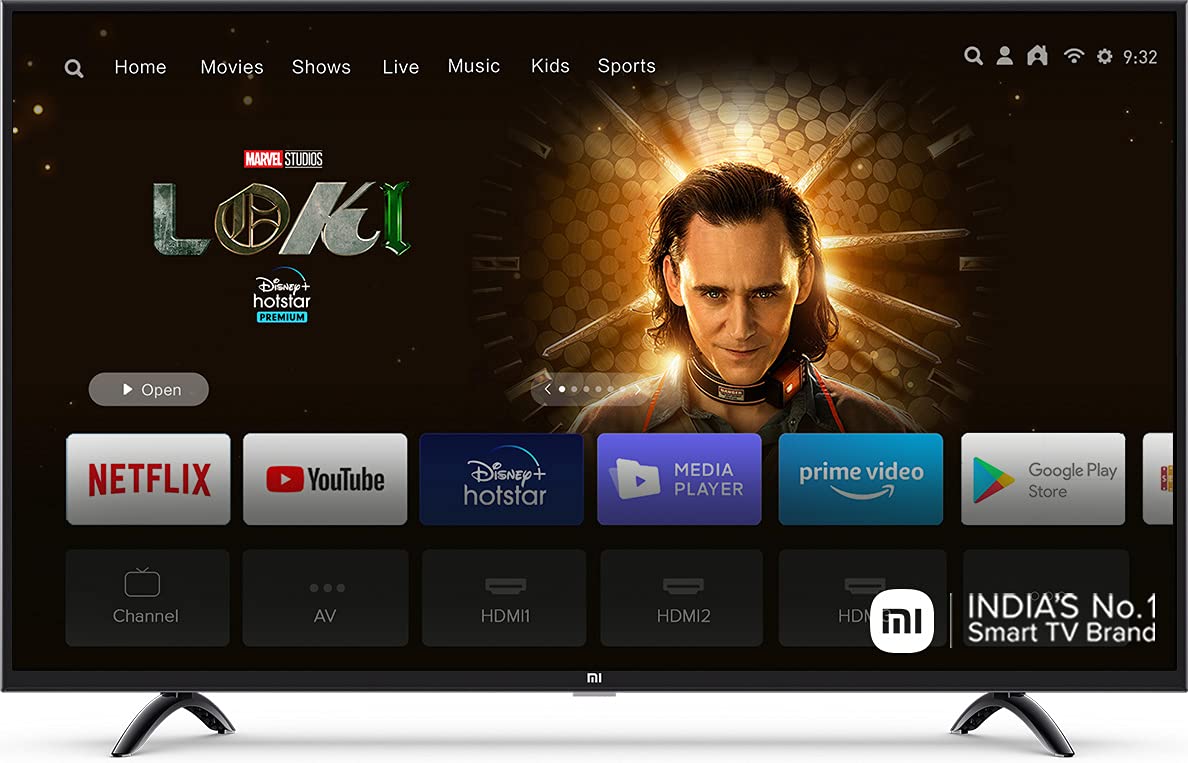 Home Movies Shows Live Music Kids Sports 9:32
MARVEL STUDIOS
LOKI
Disney+
hotstar
PREMIUM
Open
DANGER
NETFLIX YouTube Disney+ hotstar MEDIA PLAYER prime video Google Play Store
Channel AV HDMI1 HDMI2
mi INDIA'S No.1
Smart TV Brand
mi